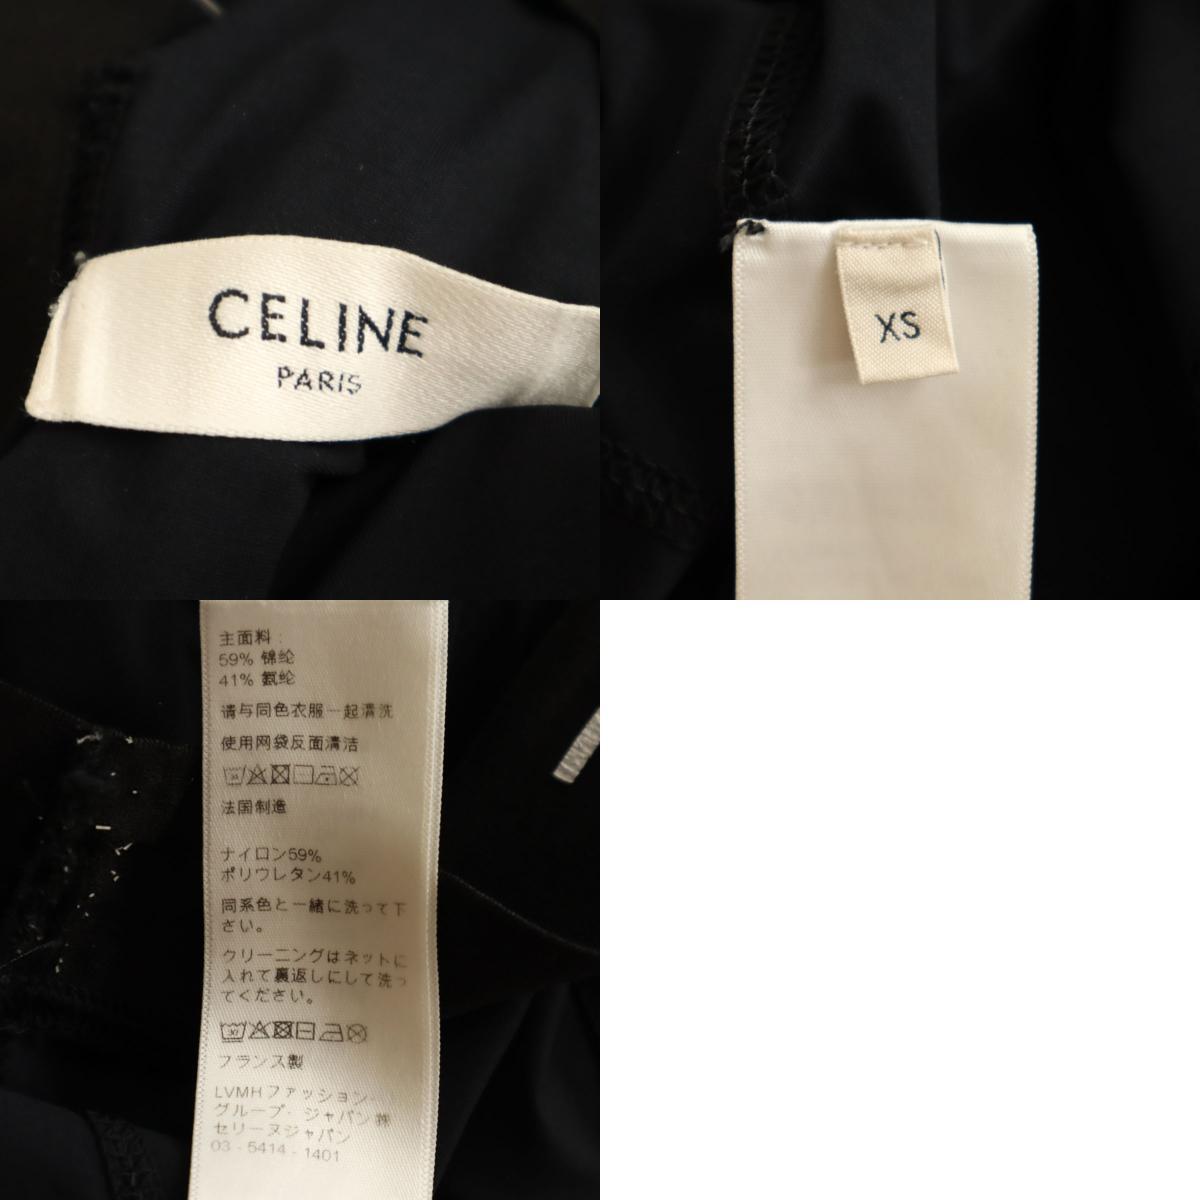 CELINE
PARIS
XS
主面料：
59% 锦纶
41% 氨纶
请与同色衣服一起清洗
使用网袋反面清洁
法国制造
ナイロン59%
ポリウレタン41%
同系色と一緒に洗って下
さい。
クリーニングはネットに
入れて裏返しにして洗っ
てください。
フランス製
LVMHファッション・
グループ・ジャパン㈱
セリーヌジャパン
03 - 5414 - 1401